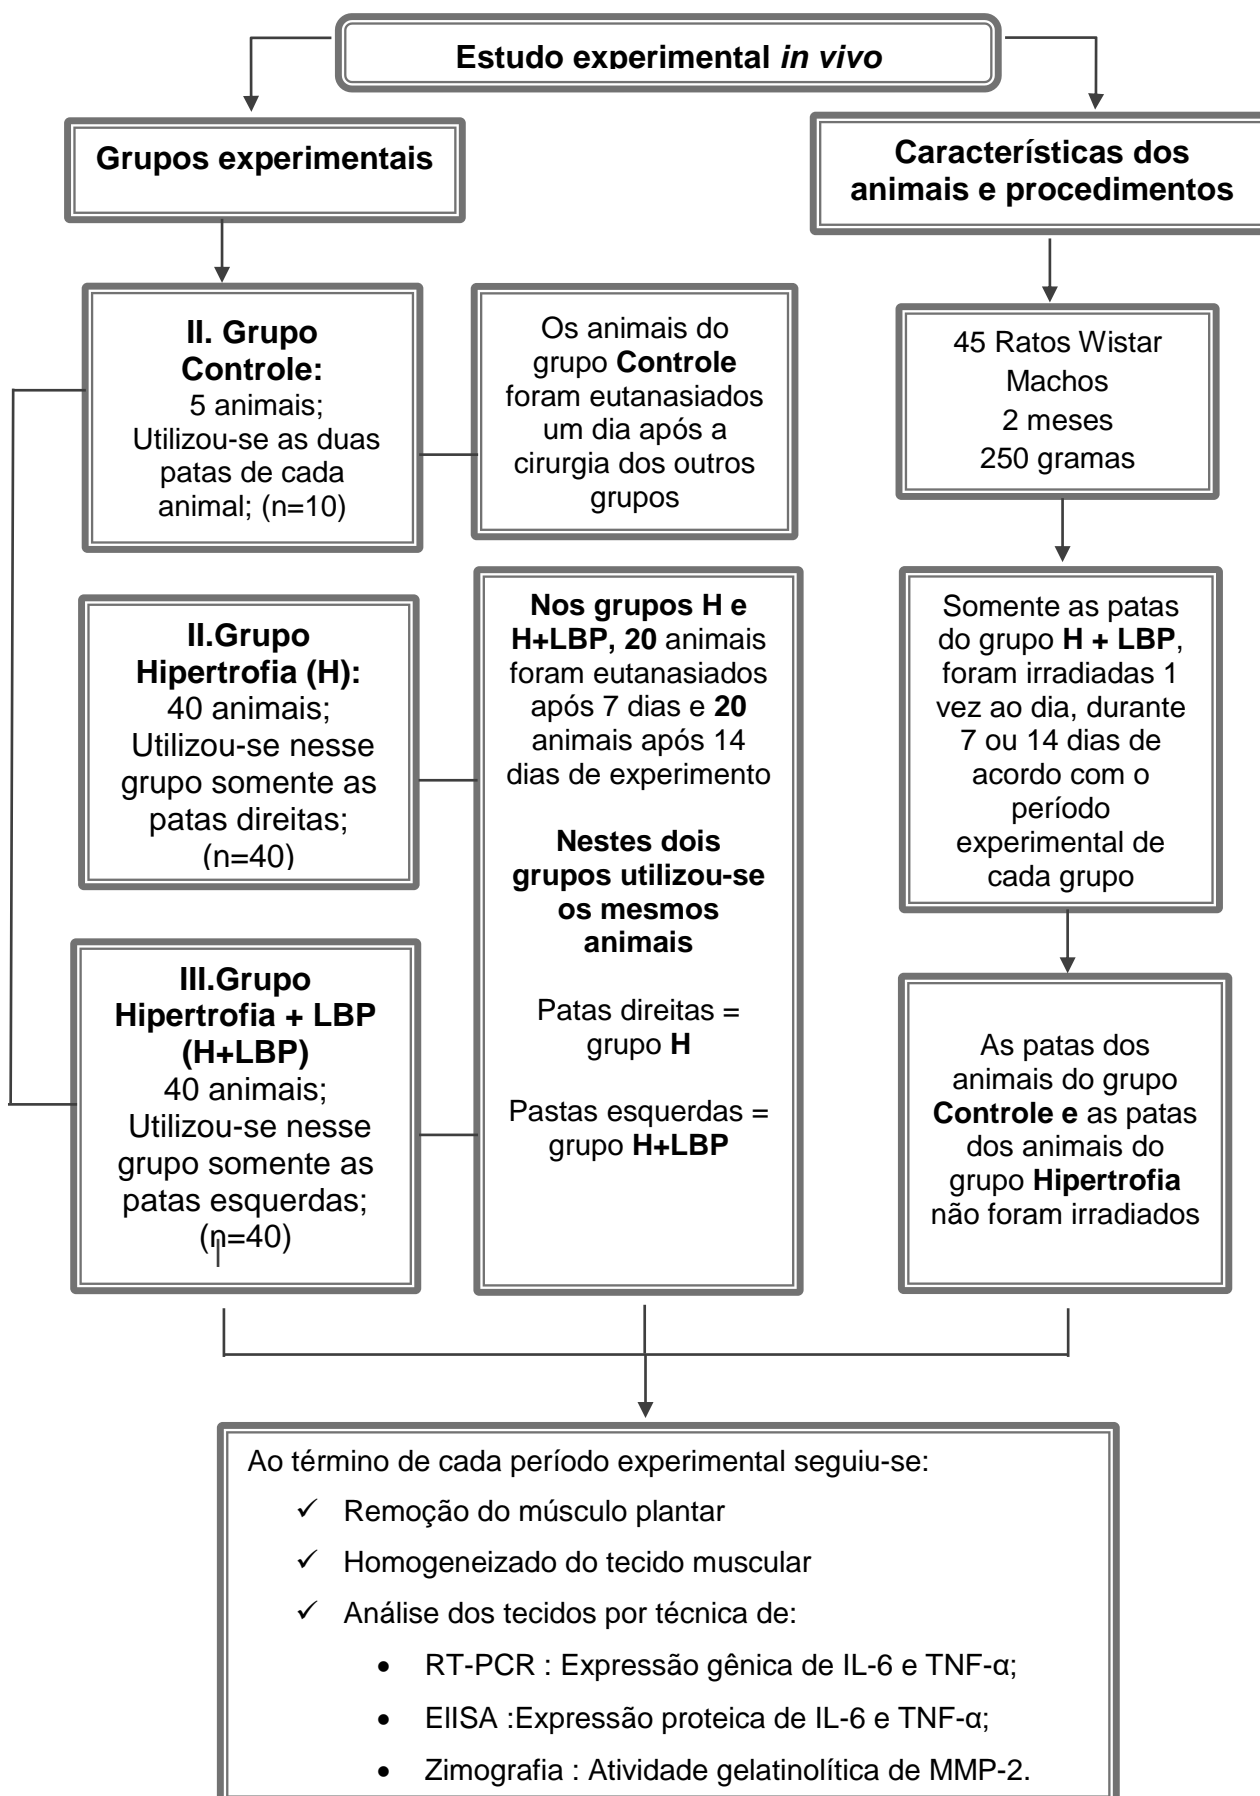 Estudo experimental in vivo
Grupos experimentais
Características dos
animais e procedimentos
II. Grupo
Controle:
5 animais;
Utilizou-se as duas
patas de cada
animal; (n=10)
Os animais do
grupo Controle
foram eutanasiados
um dia após a
cirurgia dos outros
grupos
45 Ratos Wistar
Machos
2 meses
250 gramas
II.Grupo
Hipertrofia (H):
40 animais;
Utilizou-se nesse
grupo somente as
patas direitas;
(n=40)
Nos grupos H e
H+LBP, 20 animais
foram eutanasiados
após 7 dias e 20
animais após 14
dias de experimento
Nestes dois
grupos utilizou-se
os mesmos
animais
Patas direitas =
grupo H
Pastas esquerdas =
grupo H+LBP
Somente as patas
do grupo H + LBP,
foram irradiadas 1
vez ao dia, durante
7 ou 14 dias de
acordo com o
período
experimental de
cada grupo
III.Grupo
Hipertrofia + LBP
(H+LBP)
40 animais;
Utilizou-se nesse
grupo somente as
patas esquerdas;
(n=40)
As patas dos
animais do grupo
Controle e as patas
dos animais do
grupo Hipertrofia
não foram irradiados
Ao término de cada período experimental seguiu-se:
✓ Remoção do músculo plantar
✓ Homogeneizado do tecido muscular
✓ Análise dos tecidos por técnica de:
• RT-PCR : Expressão gênica de IL-6 e TNF-α;
• ElISA :Expressão proteica de IL-6 e TNF-α;
• Zimografia : Atividade gelatinolítica de MMP-2.